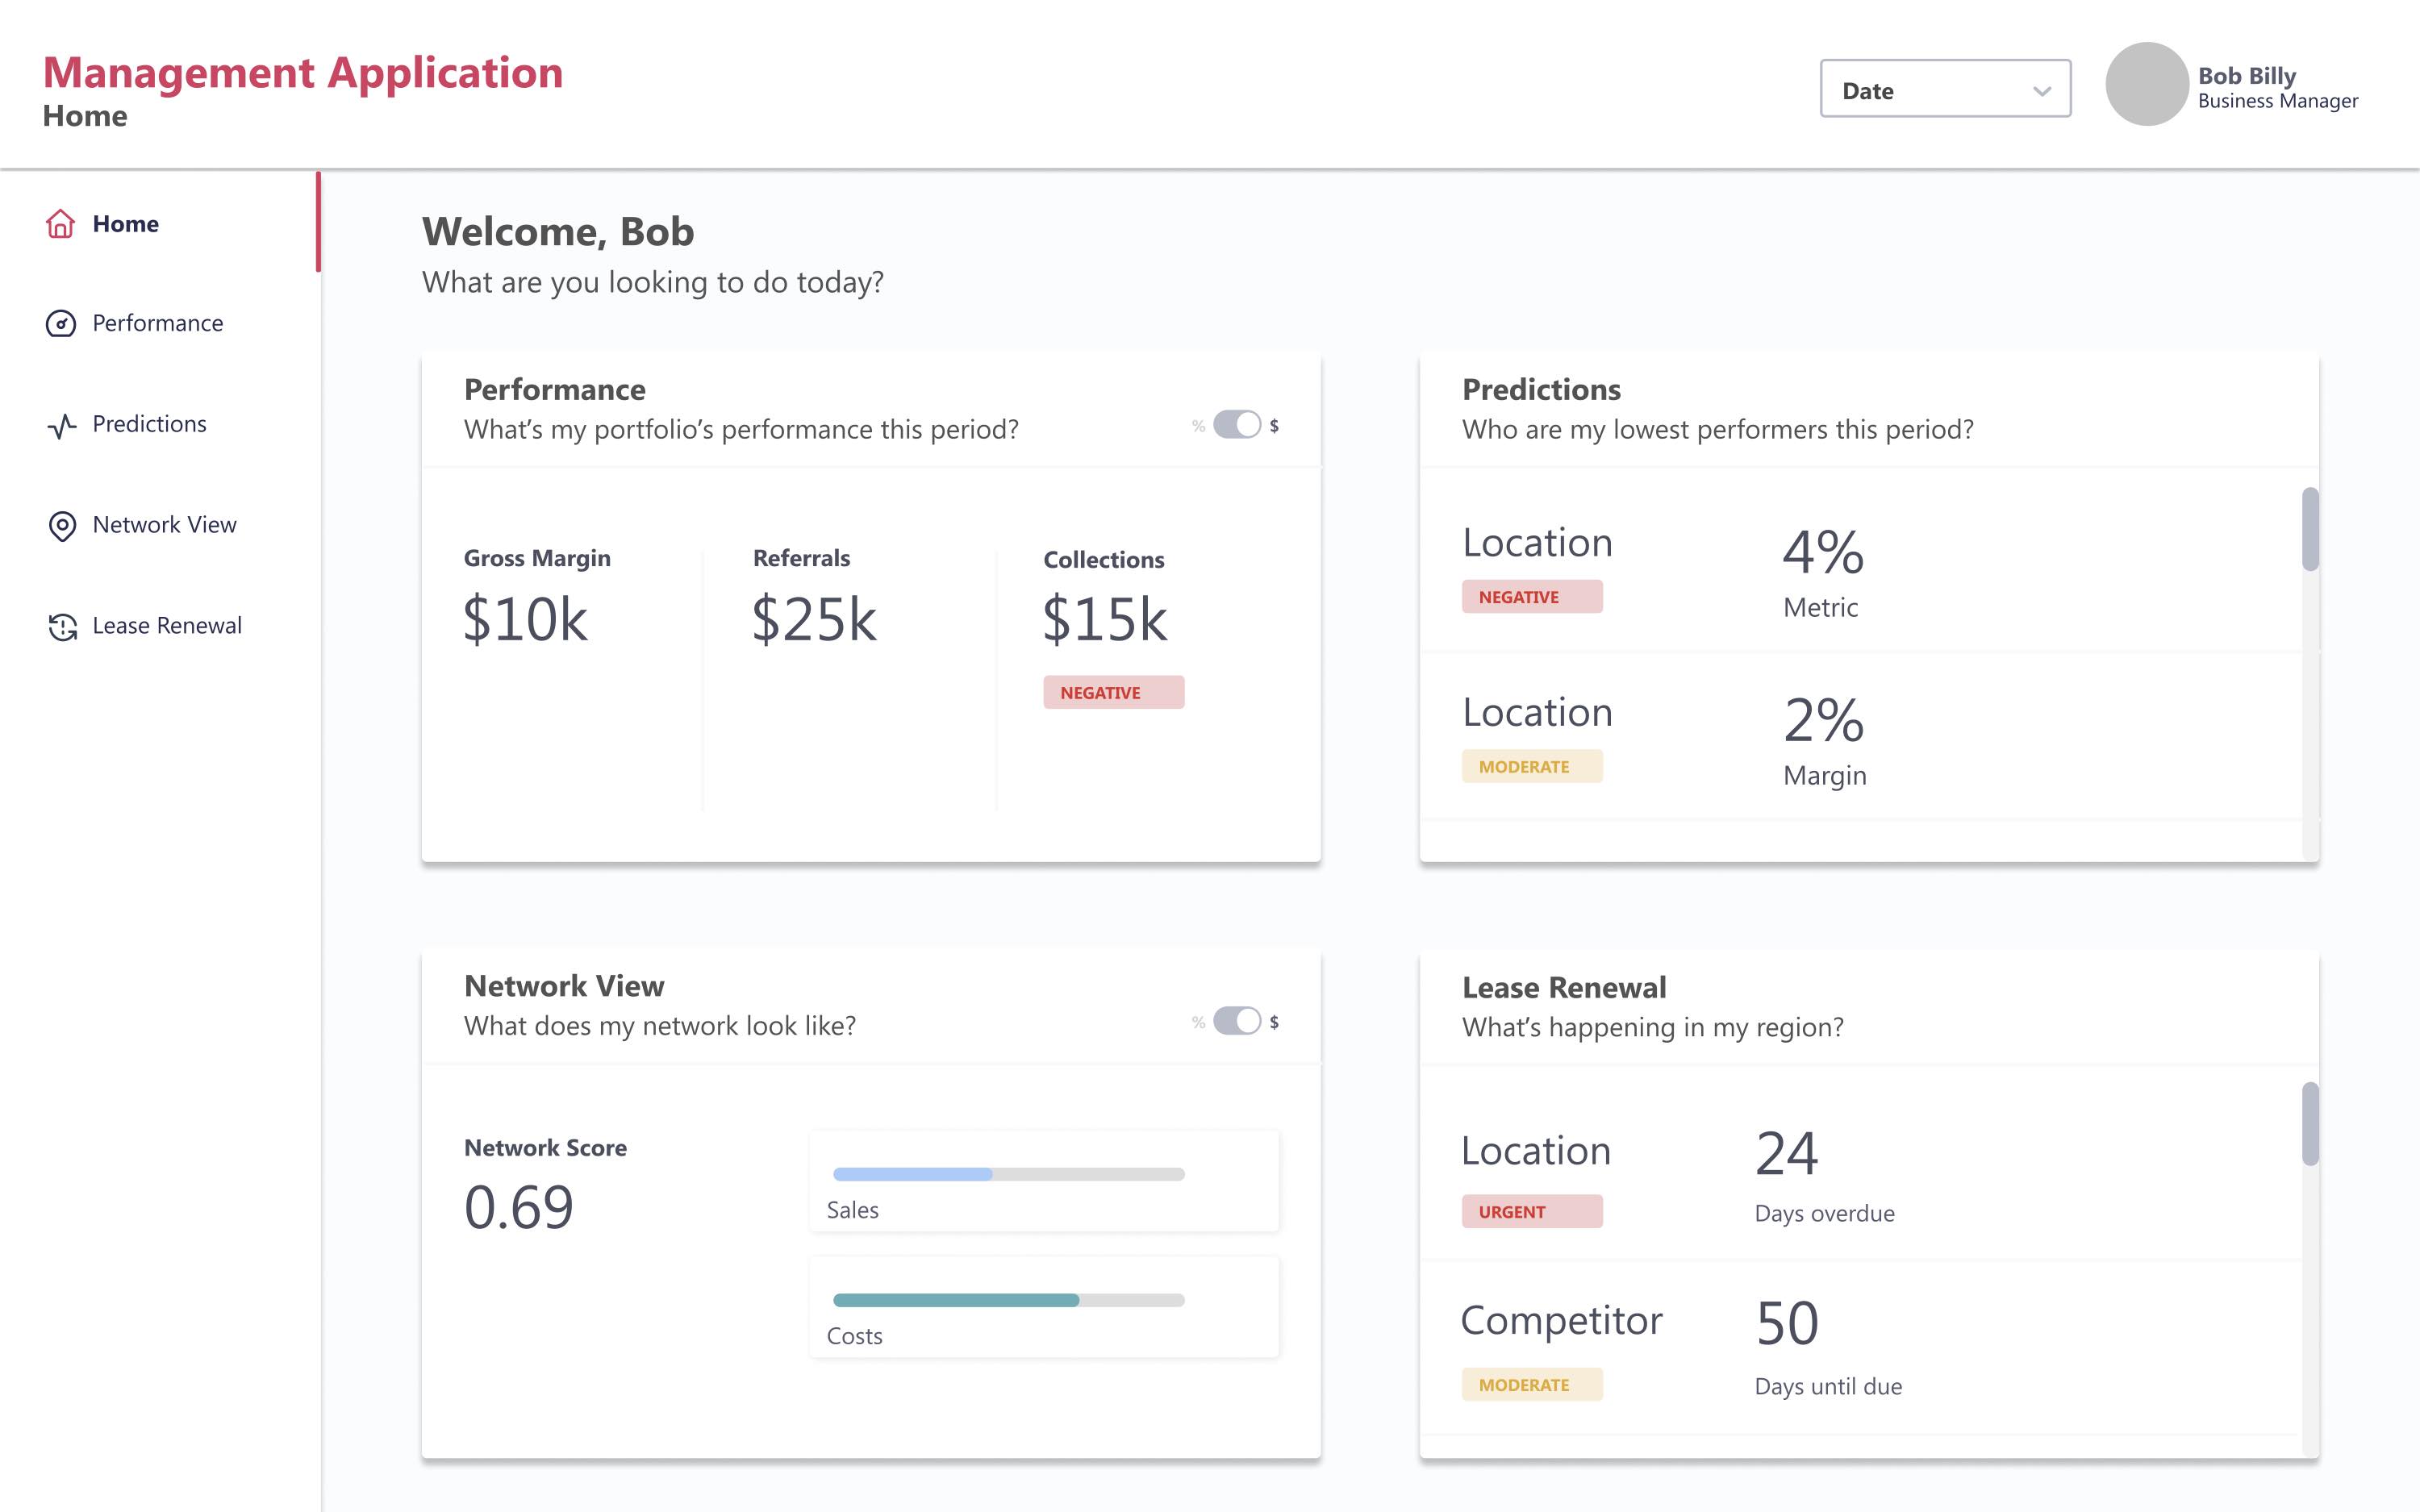 Management Application
Home
Date
Bob Billy
Business Manager
Home
Performance
Predictions
Network View
Lease Renewal
Welcome, Bob
What are you looking to do today?
Performance
What’s my portfolio’s performance this period?
% $
Gross Margin
$10k
Referrals
$25k
Collections
$15k
NEGATIVE
Predictions
Who are my lowest performers this period?
Location
NEGATIVE
4%
Metric
Location
MODERATE
2%
Margin
Network View
What does my network look like?
% $
Network Score
0.69
Sales
Costs
Lease Renewal
What’s happening in my region?
Location
URGENT
24
Days overdue
Competitor
MODERATE
50
Days until due